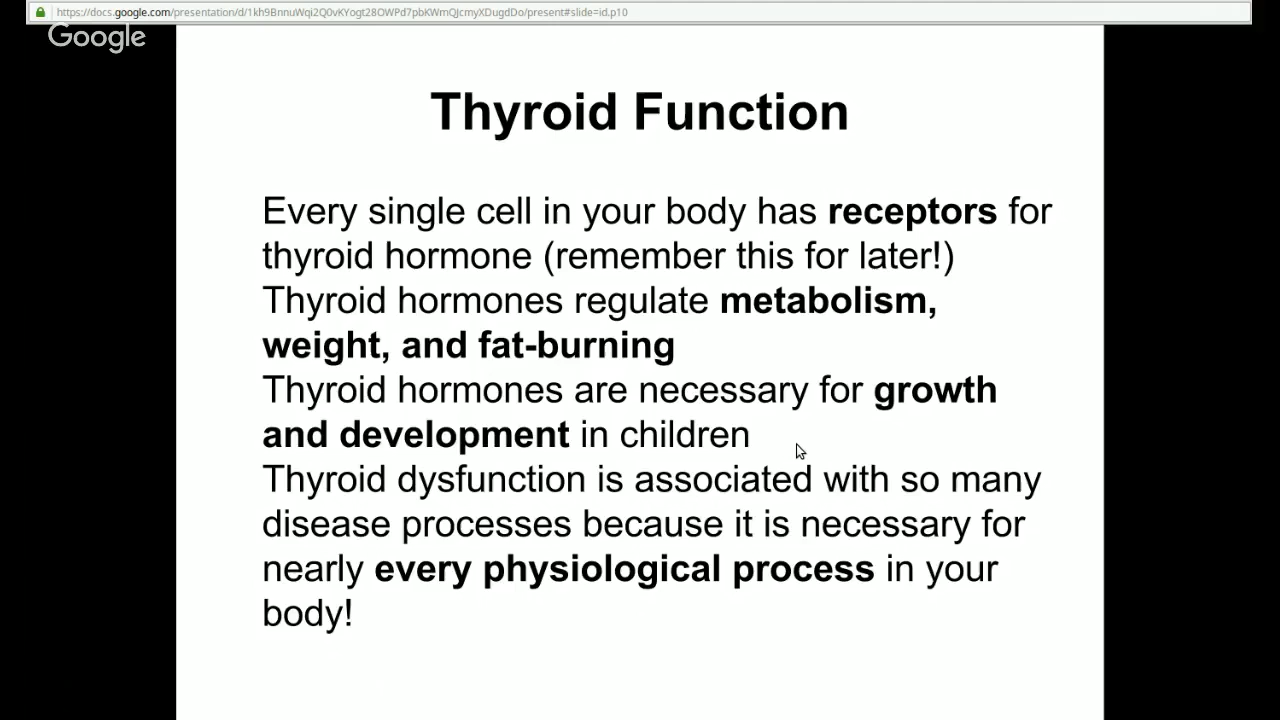 https://docs.google.com/presentation/d/1kh9BnnuWqi2Q0vKYogt28OWPd7pbKWmQJcmyXDugdDo/present#slide=id.p10
Google
Thyroid Function
Every single cell in your body has receptors for
thyroid hormone (remember this for later!)
Thyroid hormones regulate metabolism,
weight, and fat-burning
Thyroid hormones are necessary for growth
and development in children
Thyroid dysfunction is associated with so many
disease processes because it is necessary for
nearly every physiological process in your
body!